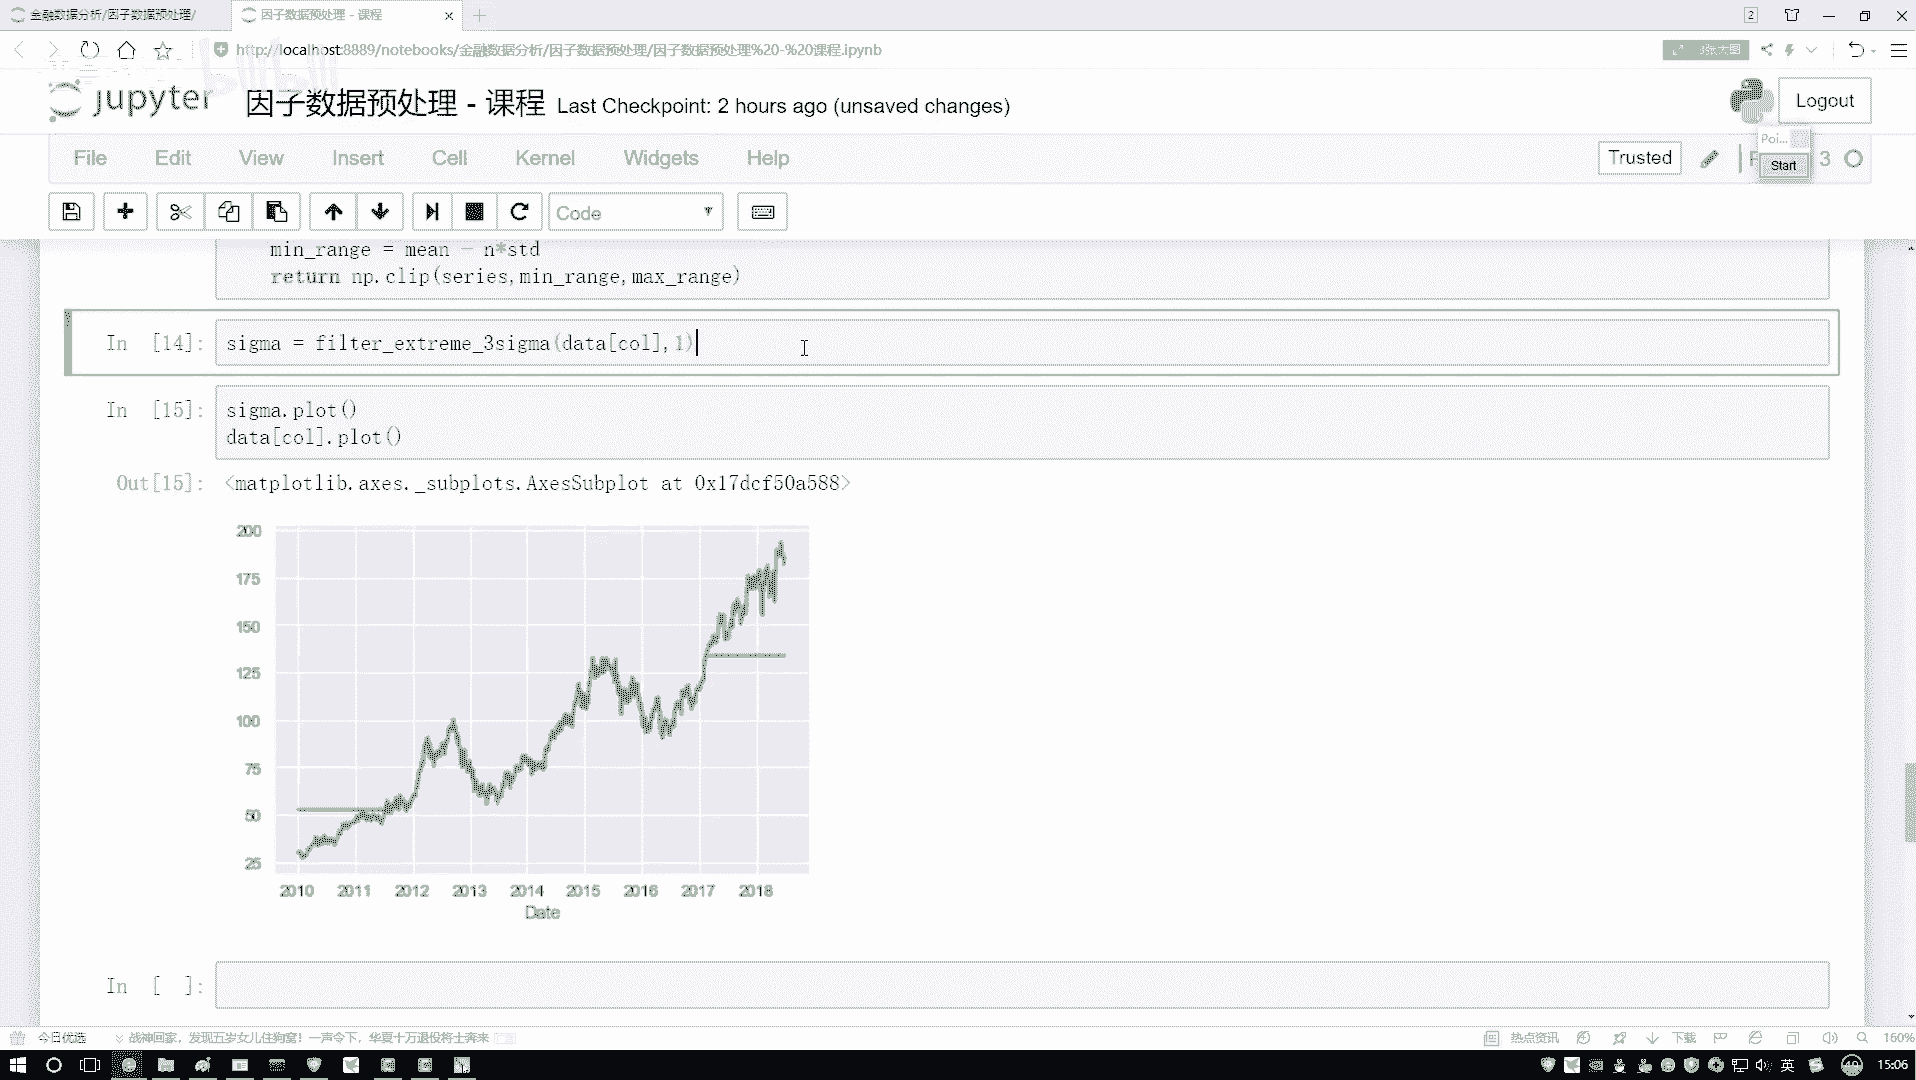 金融数据分析/因子数据预处理/
因子数据预处理 - 课程
2
http://localhost:8889/notebooks/金融数据分析/因子数据预处理/因子数据预处理%20-%20课程.ipynb
jupyter
因子数据预处理 - 课程 Last Checkpoint: 2 hours ago (unsaved changes)
Logout
Poi...
File Edit View Insert Cell Kernel Widgets Help
Trusted
Start
3
Code
min_range = mean - n*std
return np.clip(series,min_range,max_range)
In [14]: sigma = filter_extreme_3sigma(data[col],1)
In [15]: sigma.plot()
data[col].plot()
Out[15]: <matplotlib.axes._subplots.AxesSubplot at 0x17dcf50a588>
200
175
150
125
100
75
50
25
2010 2011 2012 2013 2014 2015 2016 2017 2018
Date
In [ ]:
今日优选
战神回家，发现五岁女儿住狗窝！一声令下，华夏十万退役将士奔来
热点资讯
下载
160%
英
15:06